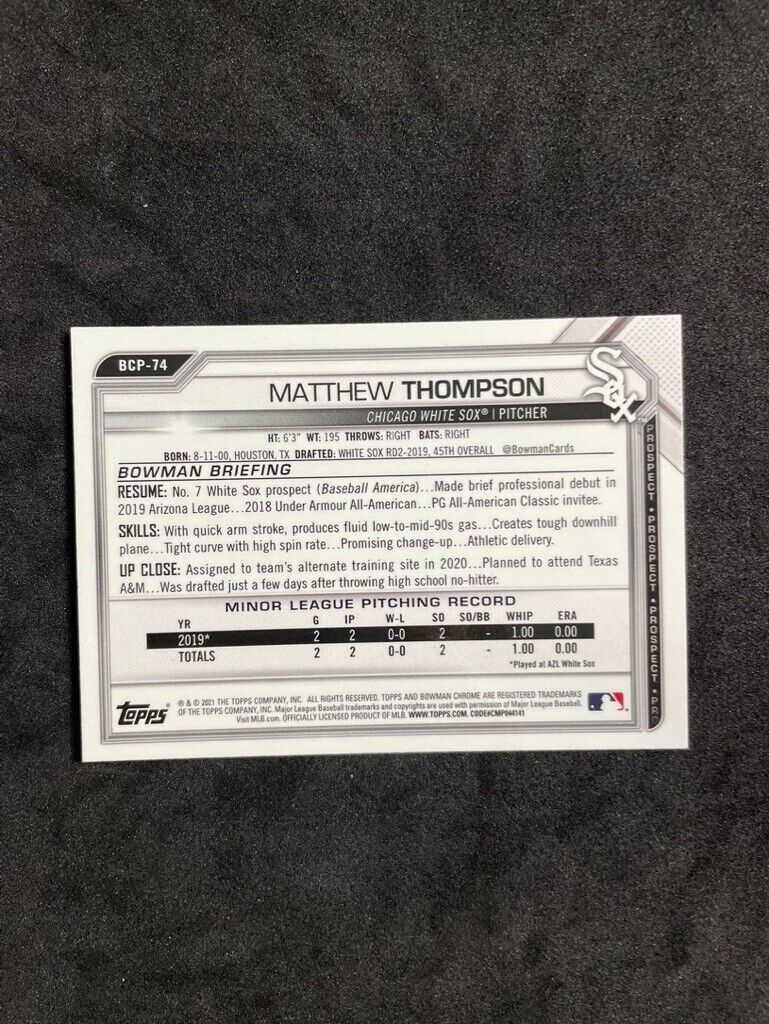 BCP-74
MATTHEW THOMPSON
CHICAGO WHITE SOX® | PITCHER
Sox
TM
HT: 6'3" WT: 195 THROWS: RIGHT BATS: RIGHT
BORN: 8-11-00, HOUSTON, TX DRAFTED: WHITE SOX RD2-2019, 45TH OVERALL @BowmanCards
BOWMAN BRIEFING
RESUME: No. 7 White Sox prospect (Baseball America)...Made brief professional debut in
2019 Arizona League...2018 Under Armour All-American...PG All-American Classic invitee.
SKILLS: With quick arm stroke, produces fluid low-to-mid-90s gas...Creates tough downhill
plane...Tight curve with high spin rate...Promising change-up...Athletic delivery.
UP CLOSE: Assigned to team's alternate training site in 2020...Planned to attend Texas
A&M...Was drafted just a few days after throwing high school no-hitter.
MINOR LEAGUE PITCHING RECORD
YR G IP W-L SO SO/BB WHIP ERA
2019* 2 2 0-0 2 - 1.00 0.00
TOTALS 2 2 0-0 2 - 1.00 0.00
*Played at AZL White Sox
PROSPECT • PROSPECT • PROSPECT • PR
Topps®
® & © 2021 THE TOPPS COMPANY, INC. ALL RIGHTS RESERVED. TOPPS AND BOWMAN CHROME ARE REGISTERED TRADEMARKS
OF THE TOPPS COMPANY, INC. Major League Baseball trademarks and copyrights are used with permission of Major League Baseball.
Visit MLB.com. OFFICIALLY LICENSED PRODUCT OF MLB. WWW.TOPPS.COM. CODE#CMP044141